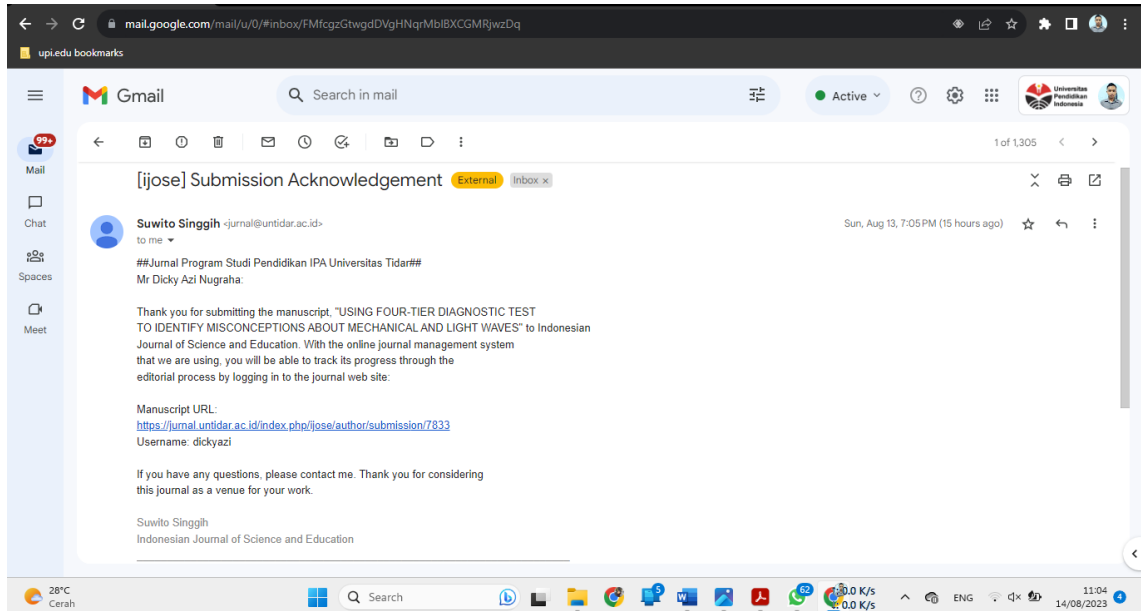 mail.google.com/mail/u/0/#inbox/FMfcgzGtwgdDVgHNqrMbIBXCGMRjwzDq
upi.edu bookmarks
Gmail
Search in mail
Active
Universitas
Pendidikan
Indonesia
99+
Mail
Chat
Spaces
Meet
1 of 1,305
[ijose] Submission Acknowledgement External Inbox x
Suwito Singgih <jurnal@untidar.ac.id>
Sun, Aug 13, 7:05 PM (15 hours ago)
to me
##Jurnal Program Studi Pendidikan IPA Universitas Tidar##
Mr Dicky Azi Nugraha:
Thank you for submitting the manuscript, "USING FOUR-TIER DIAGNOSTIC TEST
TO IDENTIFY MISCONCEPTIONS ABOUT MECHANICAL AND LIGHT WAVES" to Indonesian
Journal of Science and Education. With the online journal management system
that we are using, you will be able to track its progress through the
editorial process by logging in to the journal web site:
Manuscript URL:
https://jurnal.untidar.ac.id/index.php/ijose/author/submission/7833
Username: dickyazi
If you have any questions, please contact me. Thank you for considering
this journal as a venue for your work.
Suwito Singgih
Indonesian Journal of Science and Education
28°C
Cerah
Search
5
62
0.0 K/s
0.0 K/s
ENG
11:04
14/08/2023
4